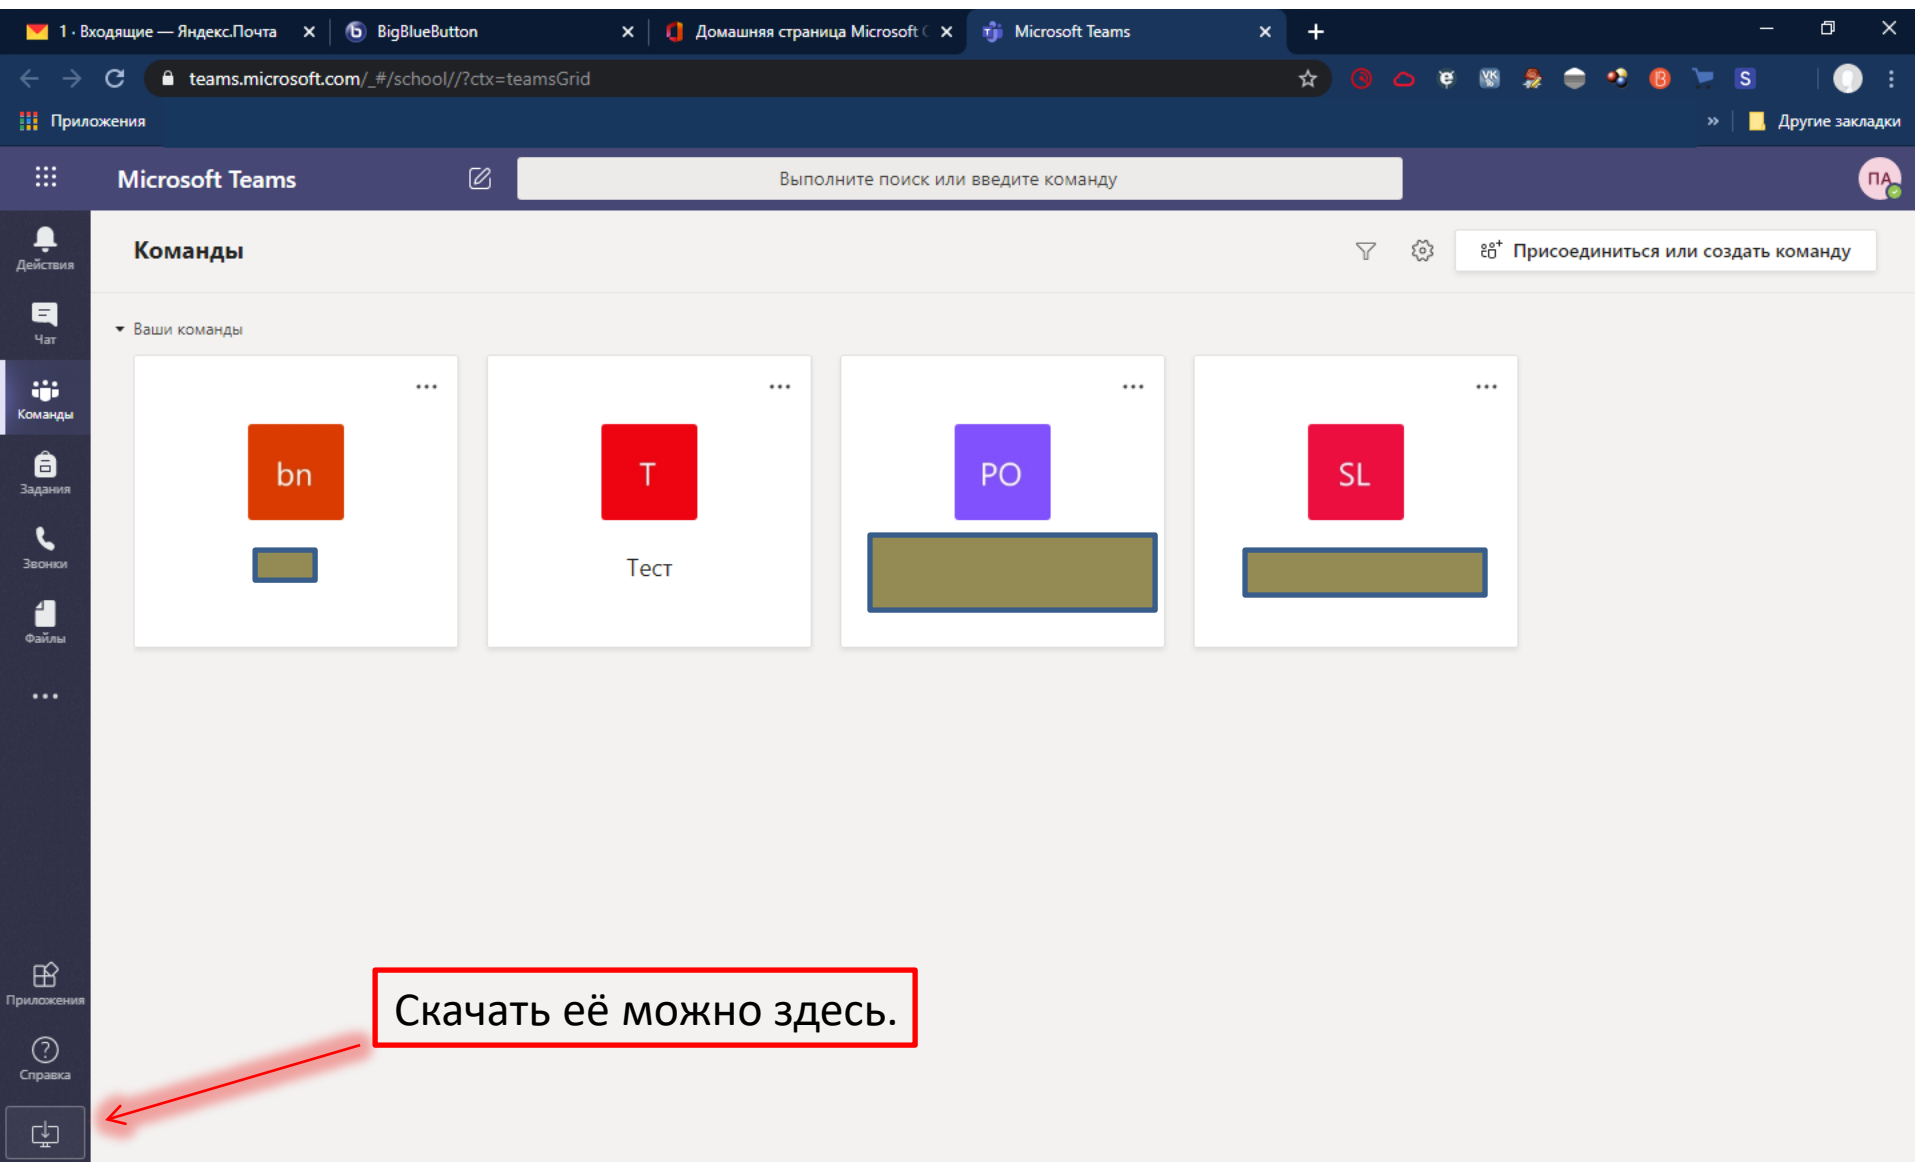 1 · Входящие — Яндекс.Почта
BigBlueButton
Домашняя страница Microsoft
Microsoft Teams
teams.microsoft.com/_#/school//?ctx=teamsGrid
Приложения
Другие закладки
Microsoft Teams
Выполните поиск или введите команду
ПА
Действия
Команды
Присоединиться или создать команду
Чат
Ваши команды
Команды
bn
T
PO
SL
Задания
Звонки
Тест
Файлы
Приложения
Скачать её можно здесь.
Справка